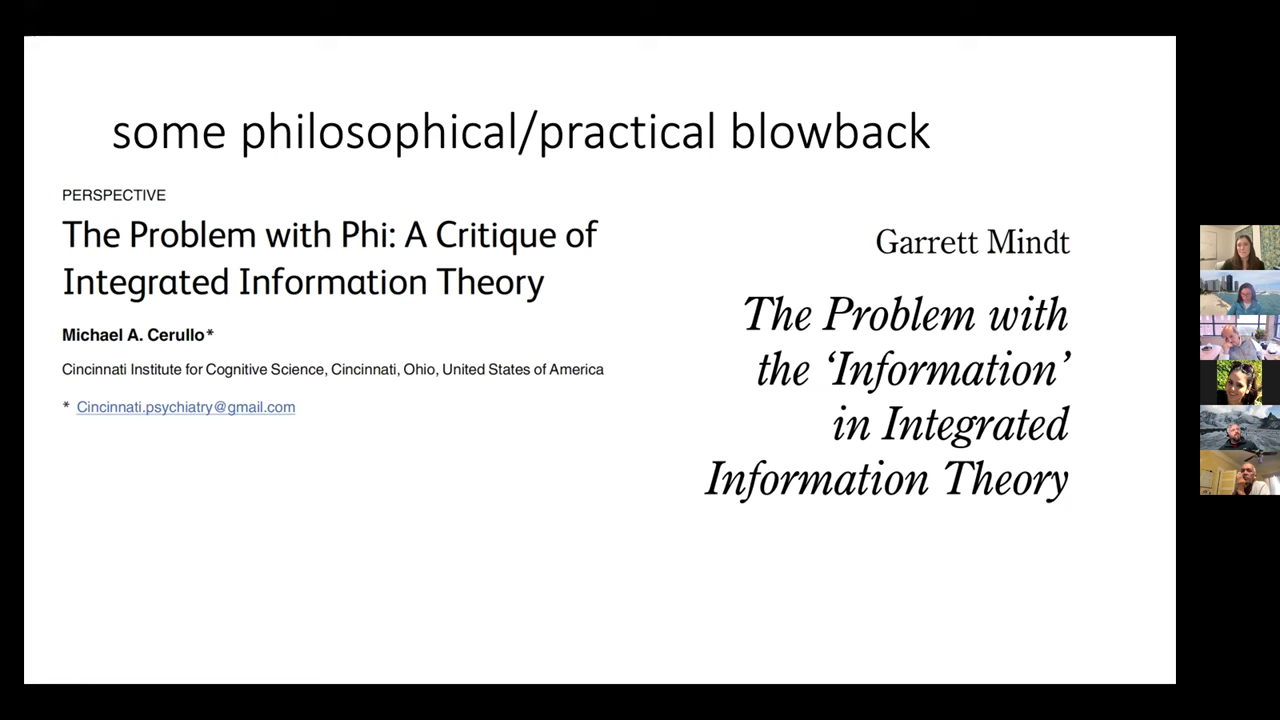 some philosophical/practical blowback
PERSPECTIVE
The Problem with Phi: A Critique of
Integrated Information Theory
Michael A. Cerullo*
Cincinnati Institute for Cognitive Science, Cincinnati, Ohio, United States of America
* Cincinnati.psychiatry@gmail.com
Garrett Mindt
The Problem with
the ‘Information’
in Integrated
Information Theory